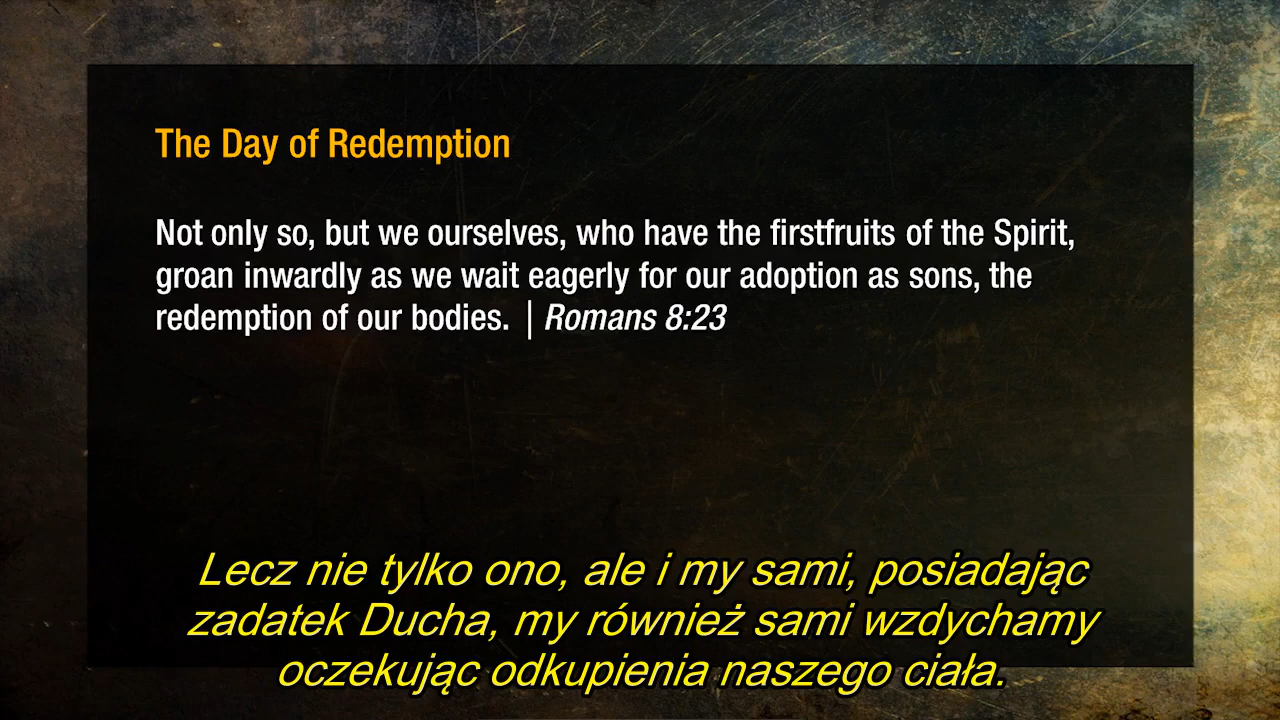 The Day of Redemption
Not only so, but we ourselves, who have the firstfruits of the Spirit,
groan inwardly as we wait eagerly for our adoption as sons, the
redemption of our bodies. | Romans 8:23
Lecz nie tylko ono, ale i my sami, posiadając
zadatek Ducha, my również sami wzdychamy
oczekując odkupienia naszego ciała.